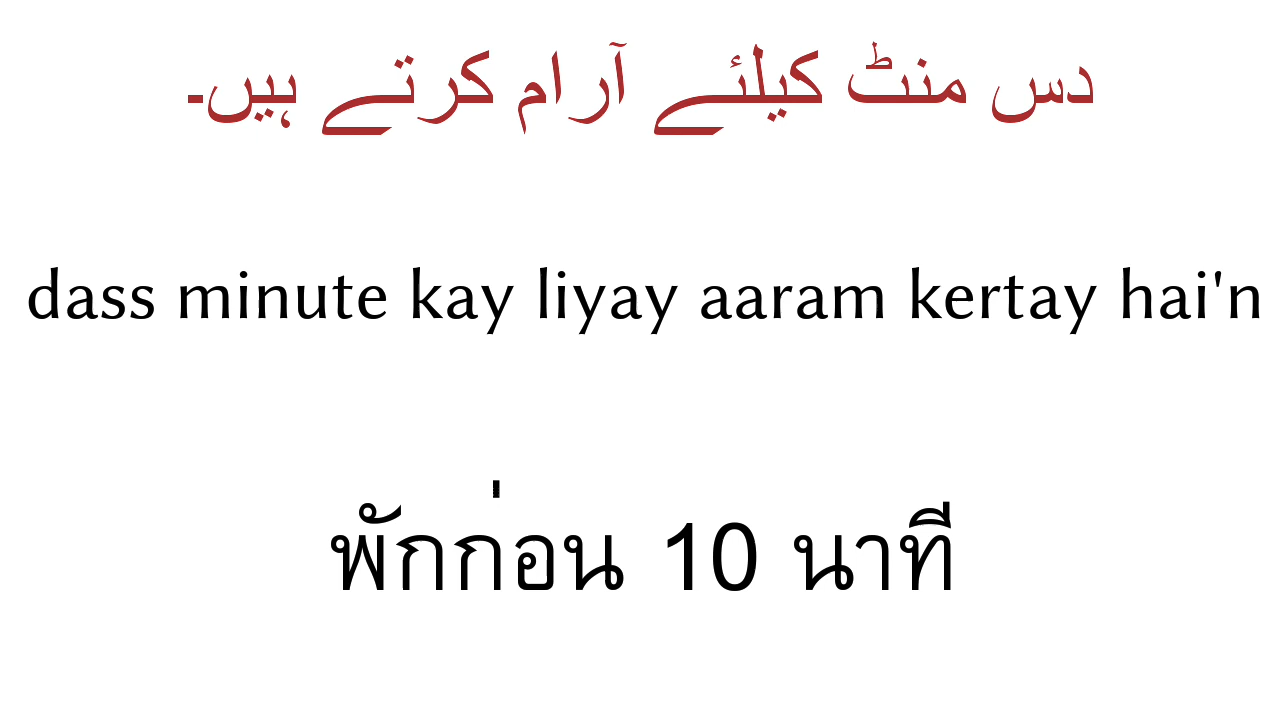 دس منٹ کیلئے آرام کرتے ہیں۔
dass minute kay liyay aaram kertay hai'n
พักก่อน 10 นาที